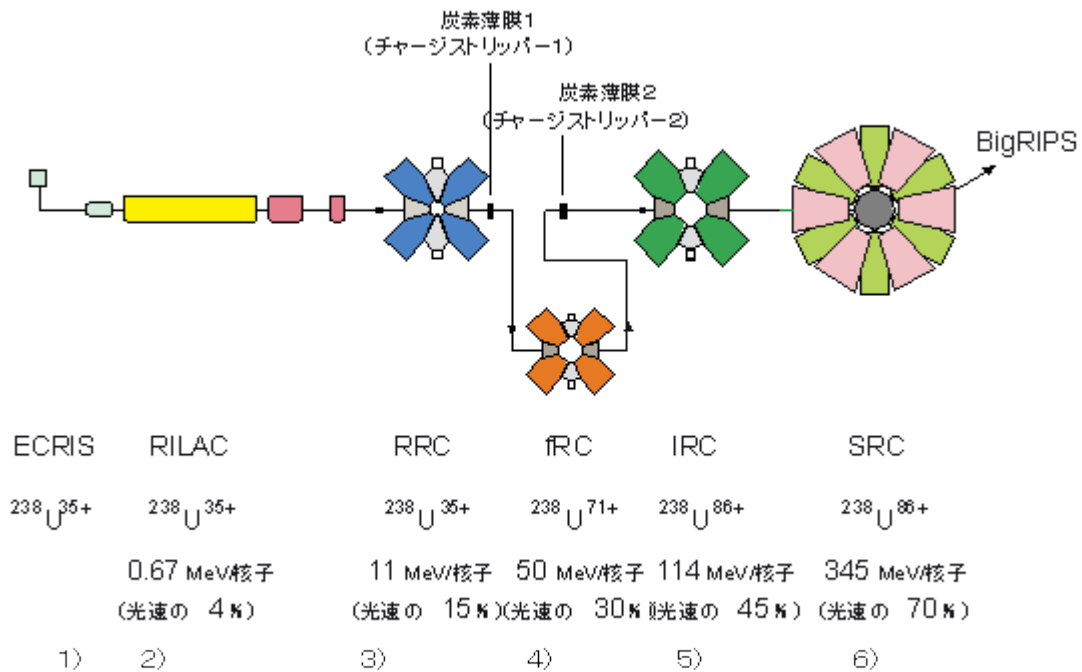 炭素薄膜1
(チャージストリッパー1)
炭素薄膜2
(チャージストリッパー2)
BigRIPS
ECRIS RILAC RRC fRC IRC SRC
238U35+ 238U35+ 238U35+ 238U71+ 238U86+ 238U86+
0.67 MeV/核子 11 MeV/核子 50 MeV/核子 114 MeV/核子 345 MeV/核子
(光速の 4%) (光速の 15%) (光速の 30%) (光速の 45%) (光速の 70%)
1) 2) 3) 4) 5) 6)